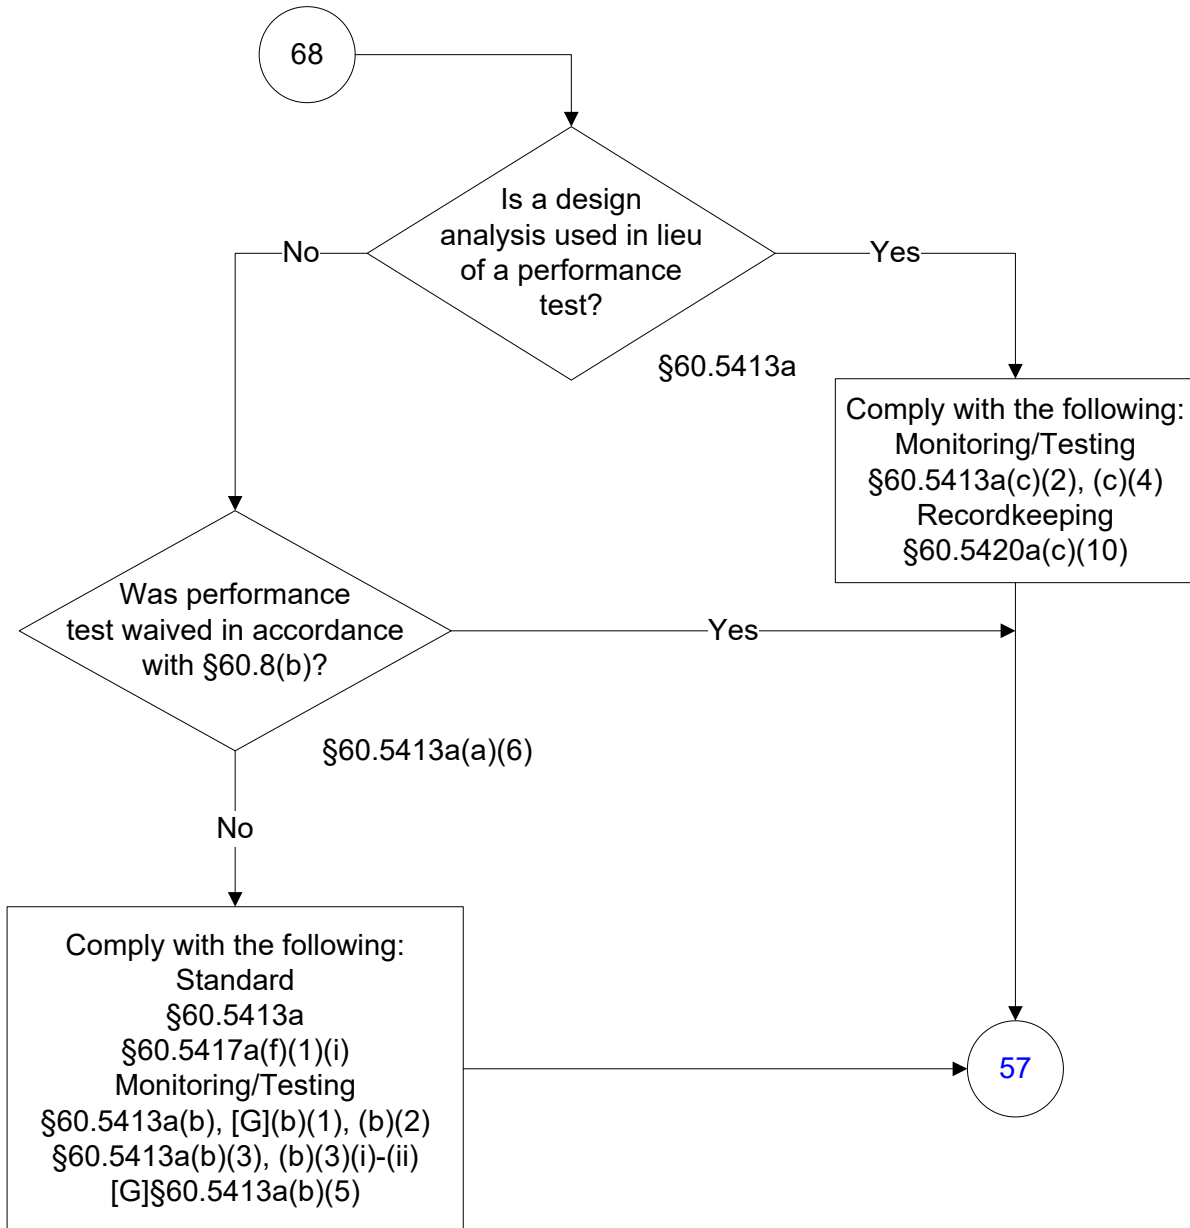 68
Is a design
analysis used in lieu
of a performance
test?
No
Yes
§60.5413a
Comply with the following:
Monitoring/Testing
§60.5413a(c)(2), (c)(4)
Recordkeeping
§60.5420a(c)(10)
Was performance
test waived in accordance
with §60.8(b)?
Yes
§60.5413a(a)(6)
No
Comply with the following:
Standard
§60.5413a
§60.5417a(f)(1)(i)
Monitoring/Testing
§60.5413a(b), [G](b)(1), (b)(2)
§60.5413a(b)(3), (b)(3)(i)-(ii)
[G]§60.5413a(b)(5)
57